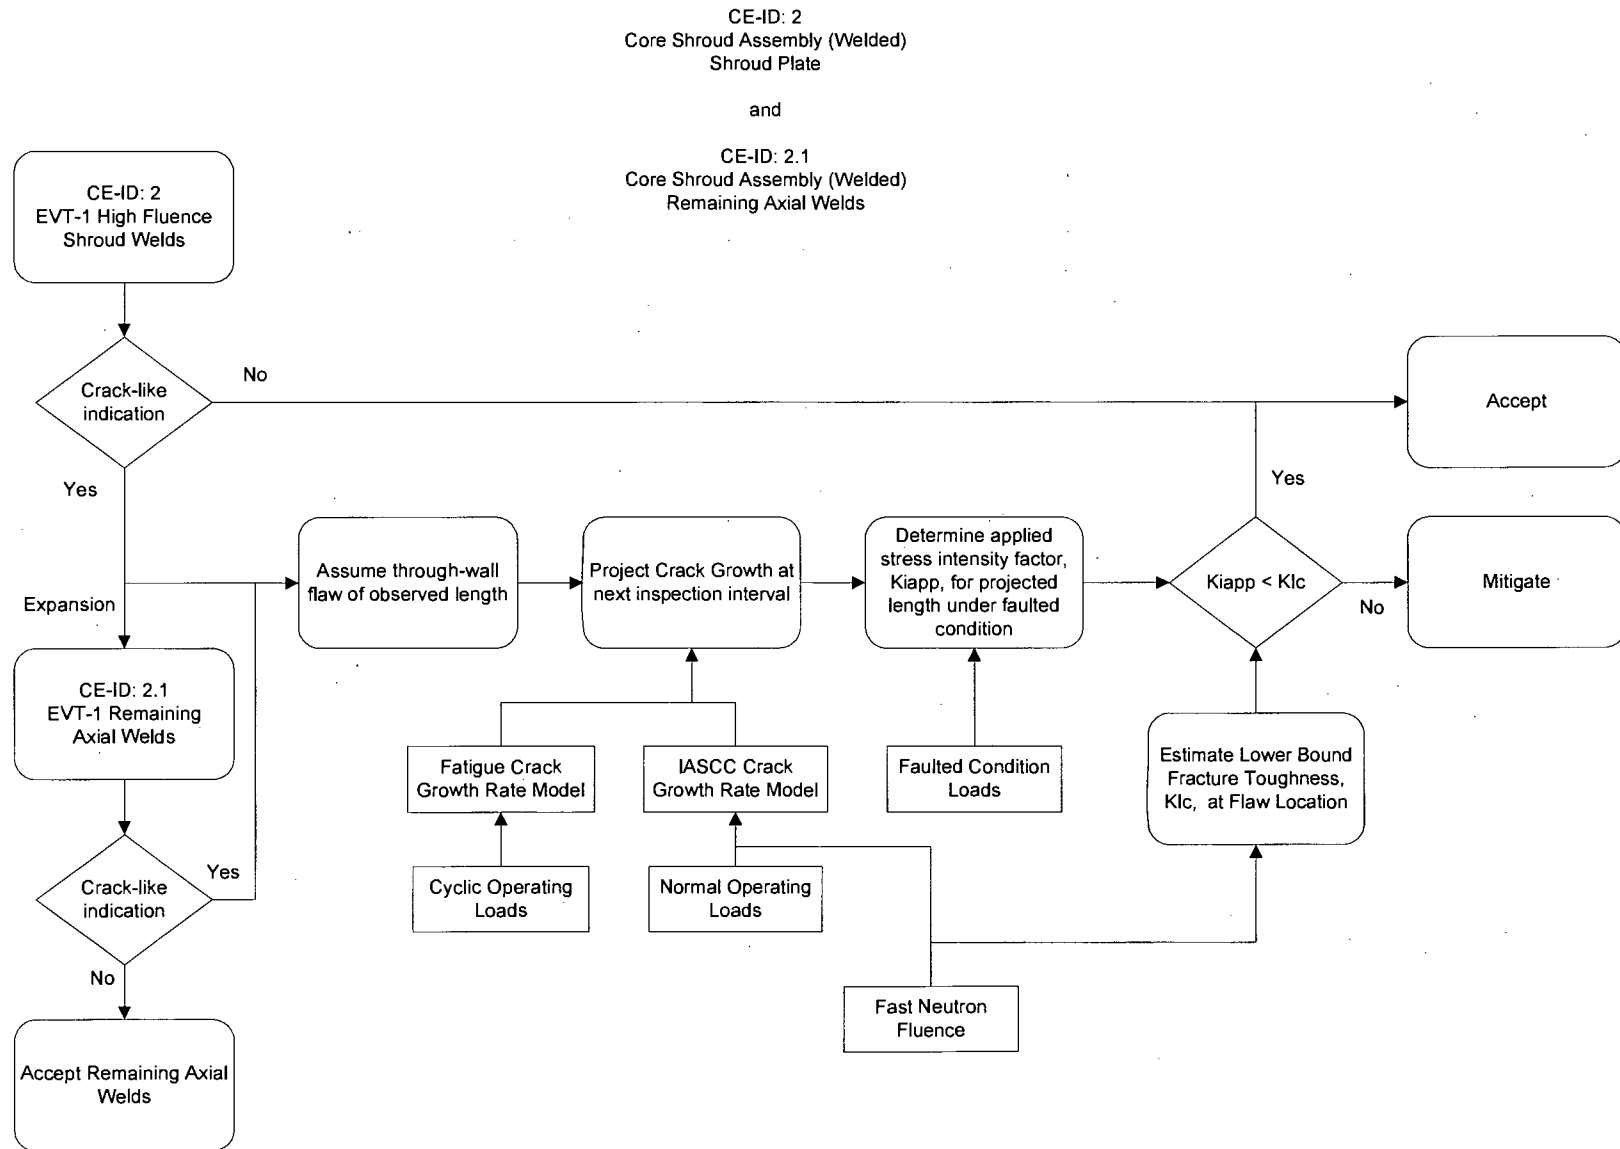 CE-ID: 2
Core Shroud Assembly (Welded)
Shroud Plate
and
CE-ID: 2.1
Core Shroud Assembly (Welded)
Remaining Axial Welds
CE-ID: 2
EVT-1 High Fluence
Shroud Welds
Crack-like
indication
No
Accept
Yes
Yes
Expansion
Assume through-wall
flaw of observed length
Project Crack Growth at
next inspection interval
Determine applied
stress intensity factor,
Kiapp, for projected
length under faulted
condition
Kiapp < KIc
No
Mitigate
CE-ID: 2.1
EVT-1 Remaining
Axial Welds
Fatigue Crack
Growth Rate Model
IASCC Crack
Growth Rate Model
Faulted Condition
Loads
Estimate Lower Bound
Fracture Toughness,
KIc, at Flaw Location
Crack-like
indication
Yes
Cyclic Operating
Loads
Normal Operating
Loads
No
Fast Neutron
Fluence
Accept Remaining Axial
Welds